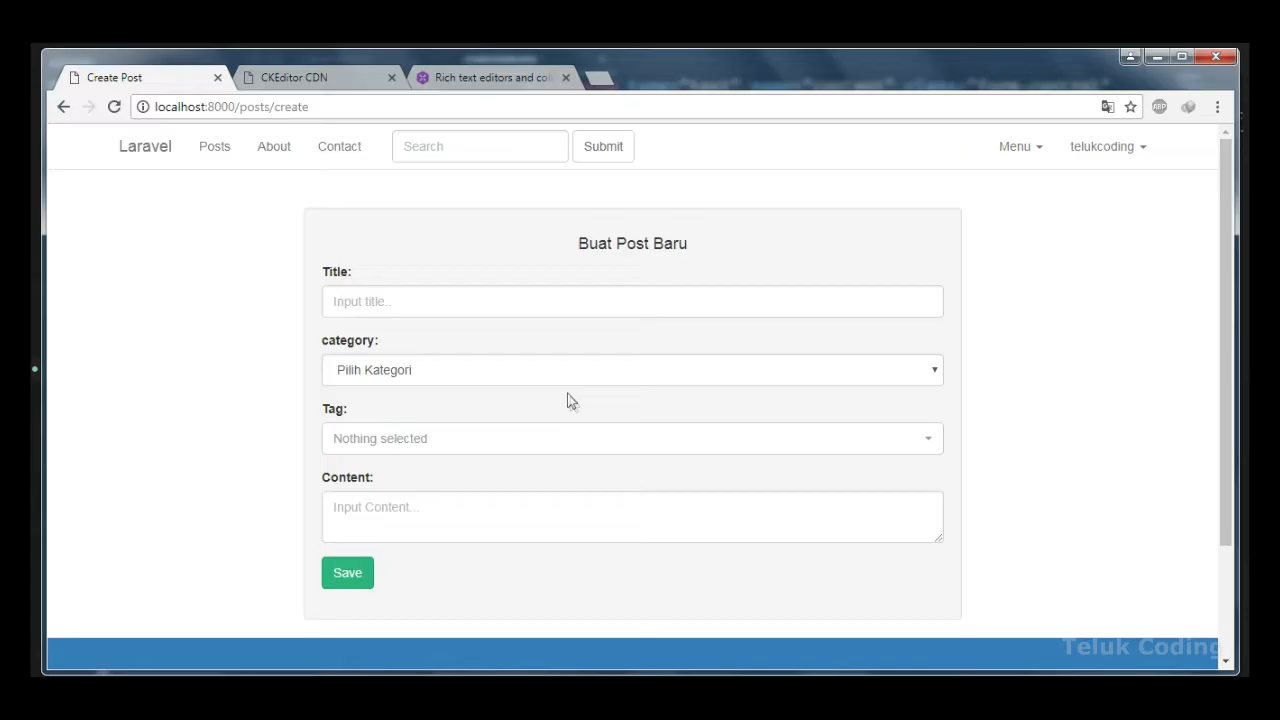 Create Post
CKEditor CDN
Rich text editors and col
localhost:8000/posts/create
ABP
Laravel Posts About Contact Search Submit Menu telukcoding
Buat Post Baru
Title:
Input title..
category:
Pilih Kategori
Tag:
Nothing selected
Content:
Input Content...
Save
Teluk Coding